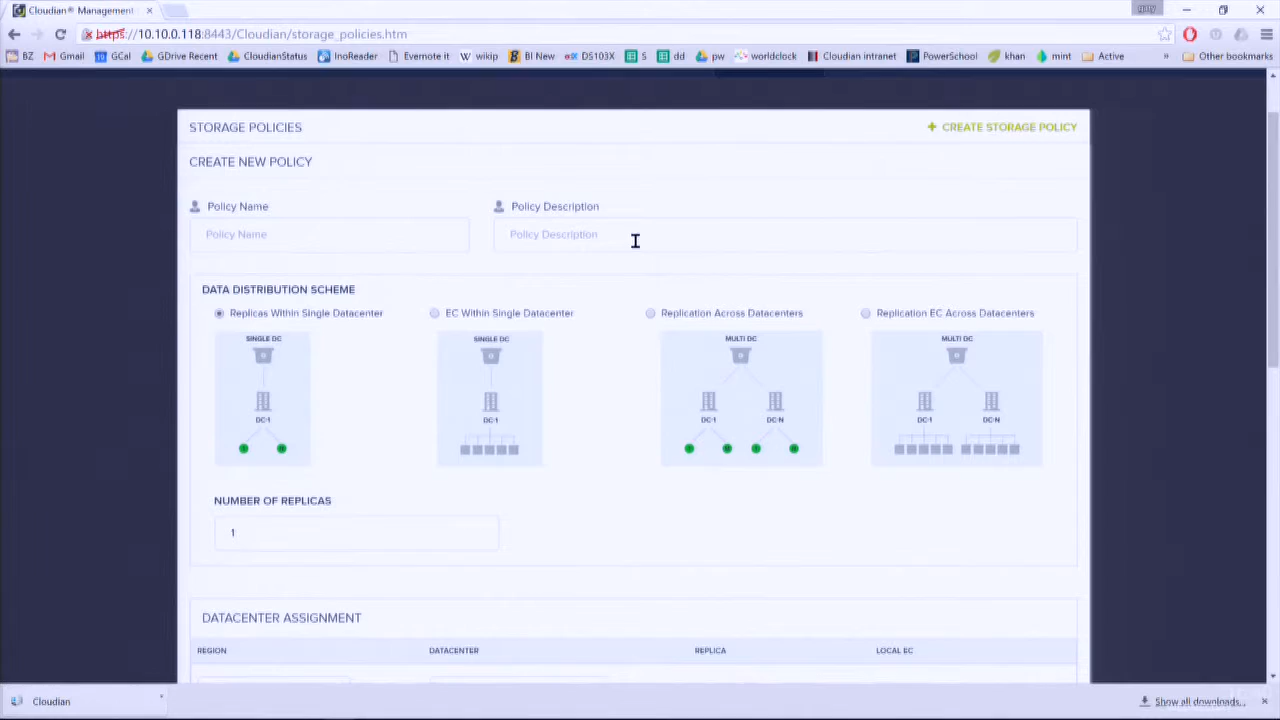 Cloudian® Management
gary
https://10.10.0.118:8443/Cloudian/storage_policies.htm
BZ Gmail GCal GDrive Recent CloudianStatus InoReader Evernote it wikip BI New DS103X S dd pw worldclock Cloudian intranet PowerSchool khan mint Active » Other bookmarks
STORAGE POLICIES
+ CREATE STORAGE POLICY
CREATE NEW POLICY
Policy Name Policy Description
Policy Name Policy Description
DATA DISTRIBUTION SCHEME
Replicas Within Single Datacenter EC Within Single Datacenter Replication Across Datacenters Replication EC Across Datacenters
SINGLE DC SINGLE DC MULTI DC MULTI DC
DC-1 DC-1 DC-1 DC-N DC-1 DC-N
NUMBER OF REPLICAS
1
DATACENTER ASSIGNMENT
REGION DATACENTER REPLICA LOCAL EC
Cloudian
Show all downloads...